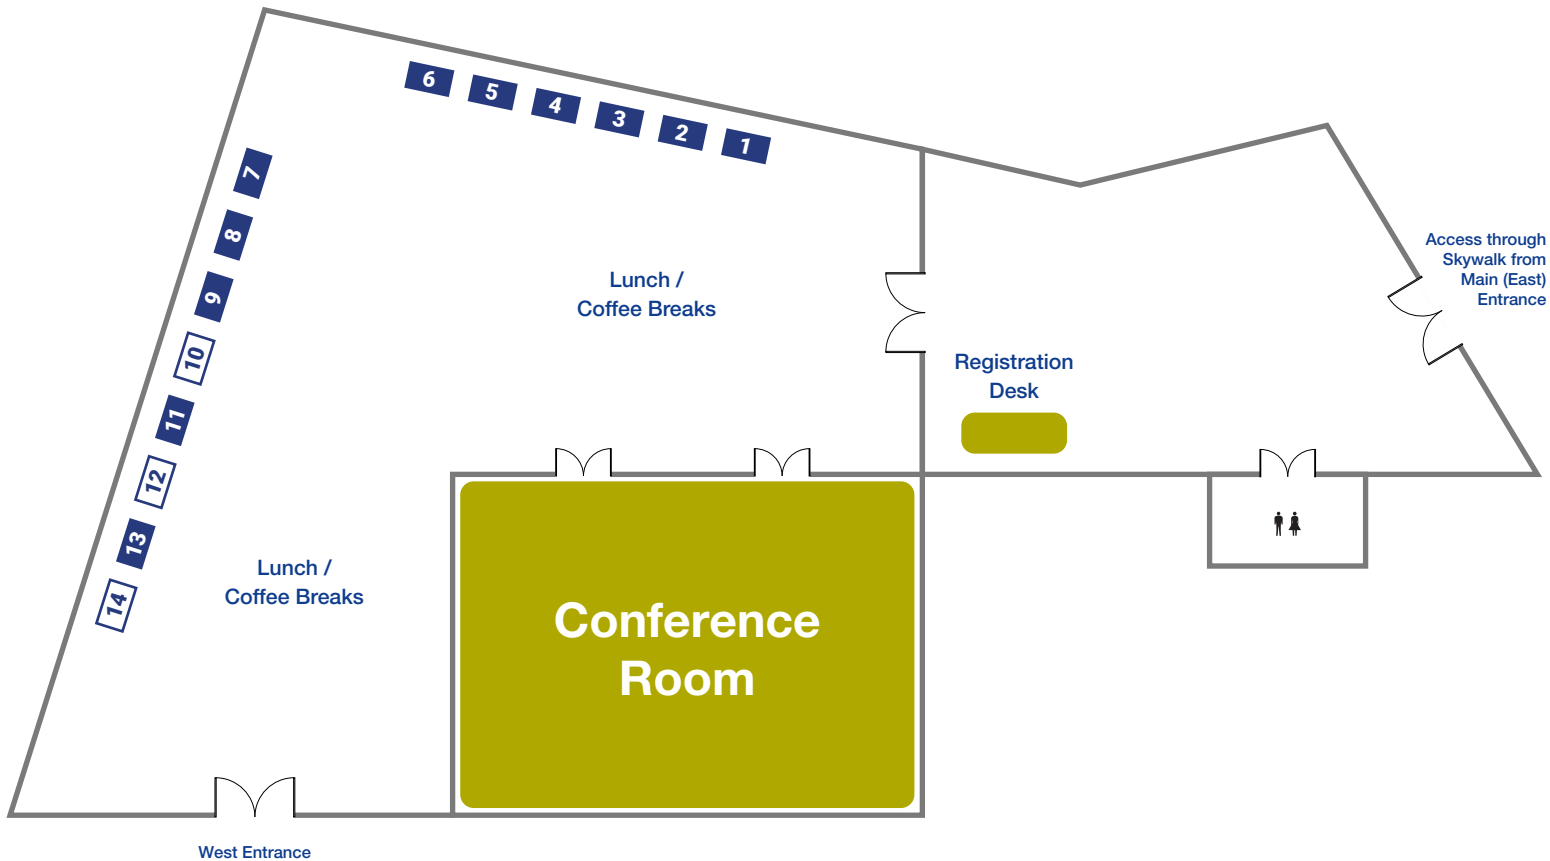 6
5
4
3
2
1
7
8
9
10
11
12
13
14
Lunch /
Coffee Breaks
Access through
Skywalk from
Main (East)
Entrance
Registration
Desk
Lunch /
Coffee Breaks
Conference
Room
West Entrance